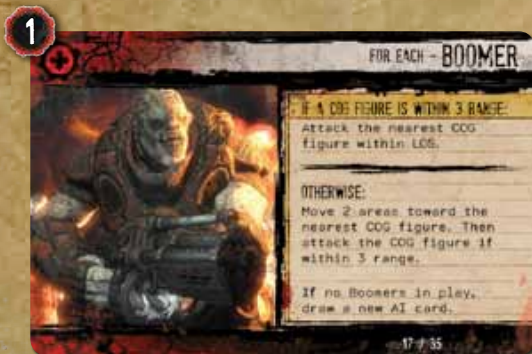 1
FOR EACH - BOOMER
IF A COG FIGURE IS WITHIN 3 RANGE:
Attack the nearest COG
figure within LOS.
OTHERWISE:
Move 2 areas toward the
nearest COG figure. Then
attack the COG figure if
within 3 range.
If no Boomers in play,
draw a new AI card.
17 / 35